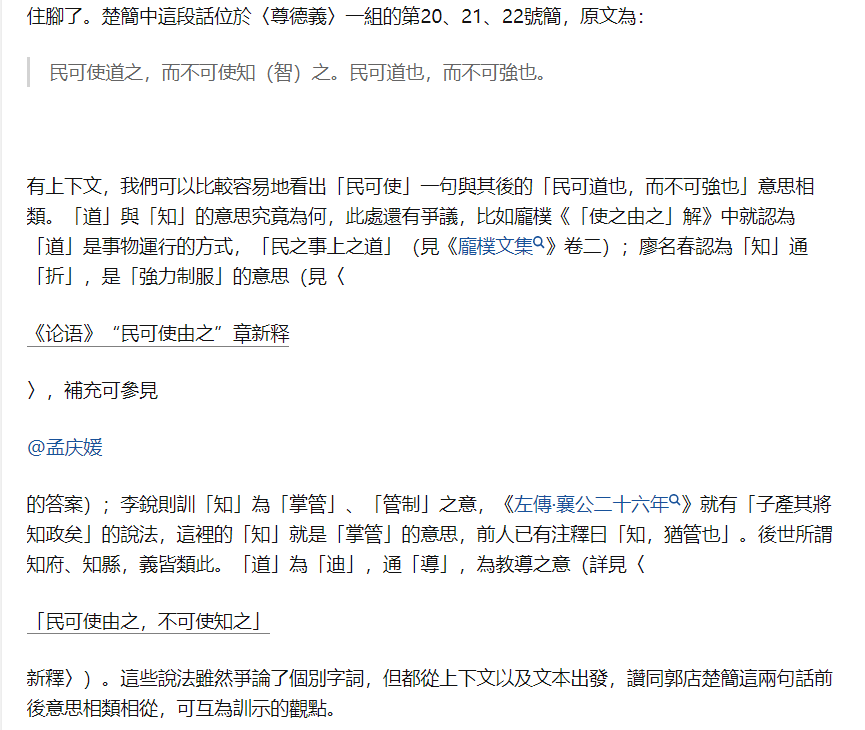 住腳了。楚簡中這段話位於〈尊德義〉一組的第20、21、22號簡，原文為：
民可使道之，而不可使知（智）之。民可道也，而不可強也。
有上下文，我們可以比較容易地看出「民可使」一句與其後的「民可道也，而不可強也」意思相
類。「道」與「知」的意思究竟為何，此處還有爭議，比如龐樸《「使之由之」解》中就認為
「道」是事物運行的方式，「民之事上之道」（見《龐樸文集》卷二）；廖名春認為「知」通
「折」，是「強力制服」的意思（見〈
《论语》“民可使由之”章新释
〉，補充可參見
@孟庆媛
的答案）；李銳則訓「知」為「掌管」、「管制」之意，《左傳·襄公二十六年》就有「子產其將
知政矣」的說法，這裡的「知」就是「掌管」的意思，前人已有注釋曰「知，猶管也」。後世所謂
知府、知縣，義皆類此。「道」為「迪」，通「導」，為教導之意（詳見〈
「民可使由之，不可使知之」
新釋〉）。這些說法雖然爭論了個別字詞，但都從上下文以及文本出發，讚同郭店楚簡這兩句話前
後意思相類相從，可互為訓示的觀點。